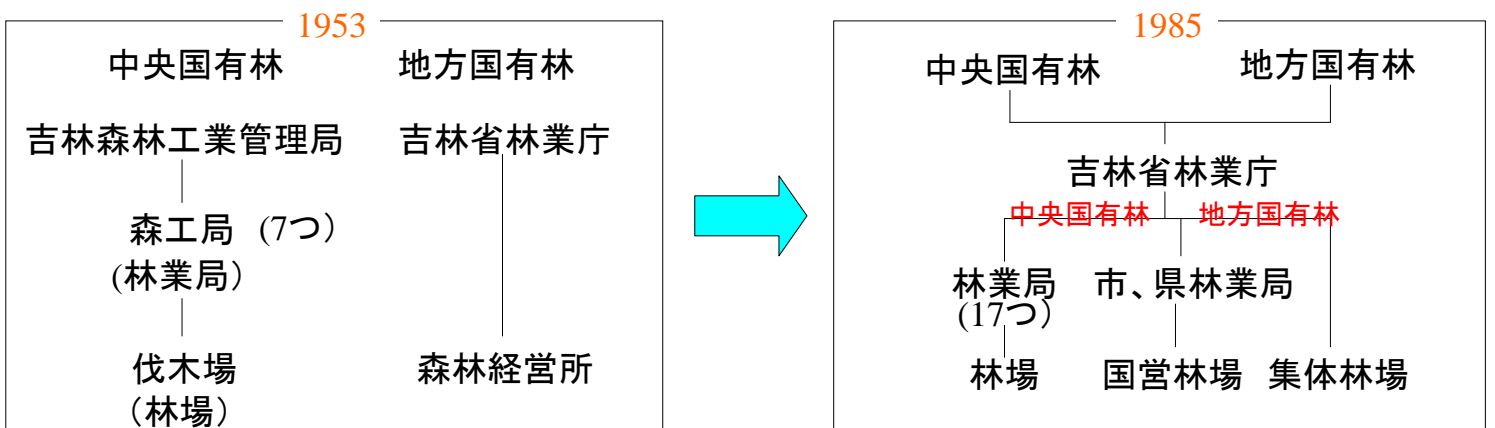 1953
中央国有林
地方国有林
吉林森林工業管理局
吉林省林業庁
森工局 (7つ）
(林業局）
伐木場
（林場）
森林経営所
1985
中央国有林
地方国有林
吉林省林業庁
中央国有林
地方国有林
林業局
(17つ）
市、県林業局
林場
国営林場
集体林場